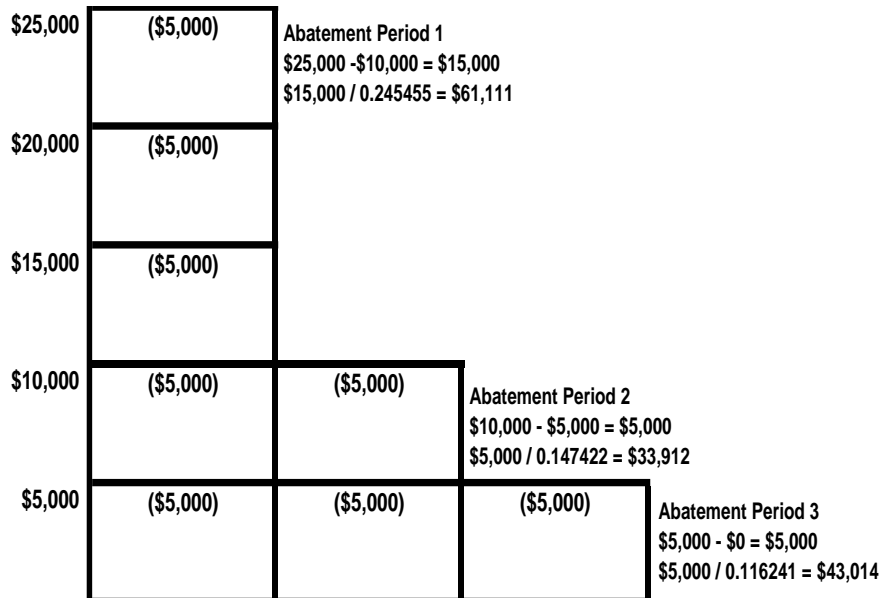 $25,000 ($5,000)
Abatement Period 1
$25,000 -$10,000 = $15,000
$15,000 / 0.245455 = $61,111
$20,000 ($5,000)
$15,000 ($5,000)
$10,000 ($5,000) ($5,000)
Abatement Period 2
$10,000 - $5,000 = $5,000
$5,000 / 0.147422 = $33,912
$5,000 ($5,000) ($5,000) ($5,000)
Abatement Period 3
$5,000 - $0 = $5,000
$5,000 / 0.116241 = $43,014